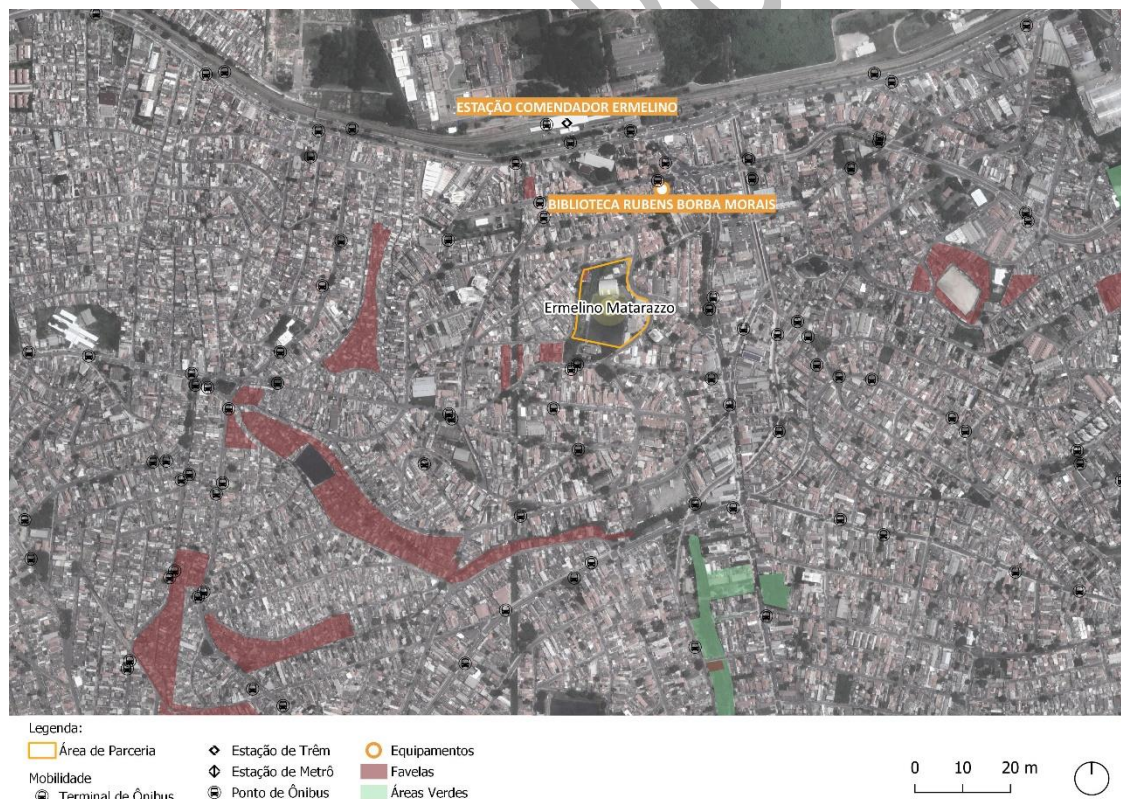 ESTAÇÃO COMENDADOR ERMELINO
BIBLIOTECA RUBENS BORBA MORAIS
Ermelino Matarazzo
Legenda:
Área de Parceria
Mobilidade
Terminal de Ônibus
Estação de Trêm
Estação de Metrô
Ponto de Ônibus
Equipamentos
Favelas
Áreas Verdes
0 10 20 m